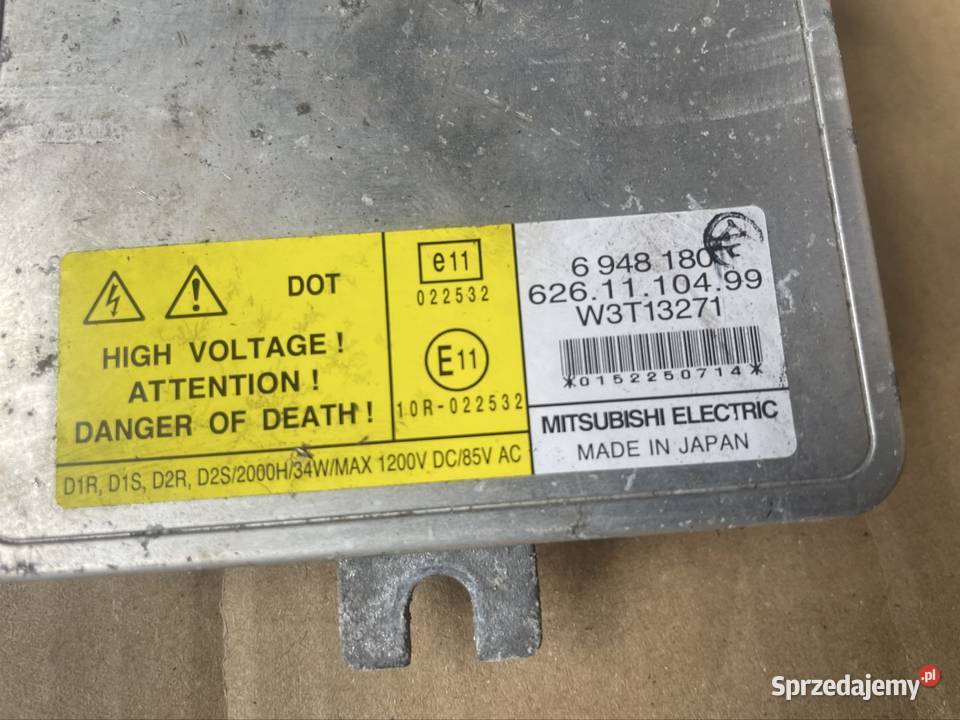 DOT
HIGH VOLTAGE !
ATTENTION !
DANGER OF DEATH !
D1R, D1S, D2R, D2S/2000H/34W/MAX 1200V DC/85V AC
e11
022532
E11
10R-022532
6 948 180
626.11.104.99
W3T13271
*0152250714*
MITSUBISHI ELECTRIC
MADE IN JAPAN
Sprzedajemy.pl